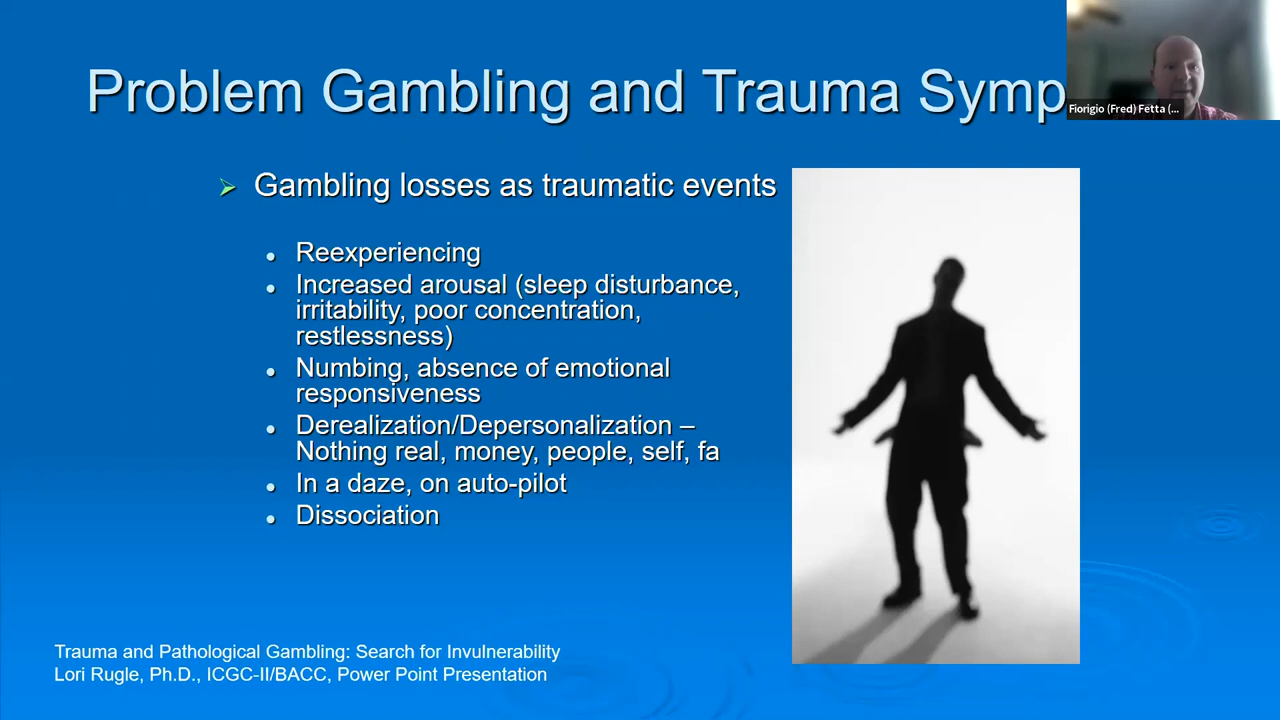 Problem Gambling and Trauma Symp
Fiorigio (Fred) Fetta (...
Gambling losses as traumatic events
Reexperiencing
Increased arousal (sleep disturbance,
irritability, poor concentration,
restlessness)
Numbing, absence of emotional
responsiveness
Derealization/Depersonalization –
Nothing real, money, people, self, fa
In a daze, on auto-pilot
Dissociation
Trauma and Pathological Gambling: Search for Invulnerability
Lori Rugle, Ph.D., ICGC-II/BACC, Power Point Presentation